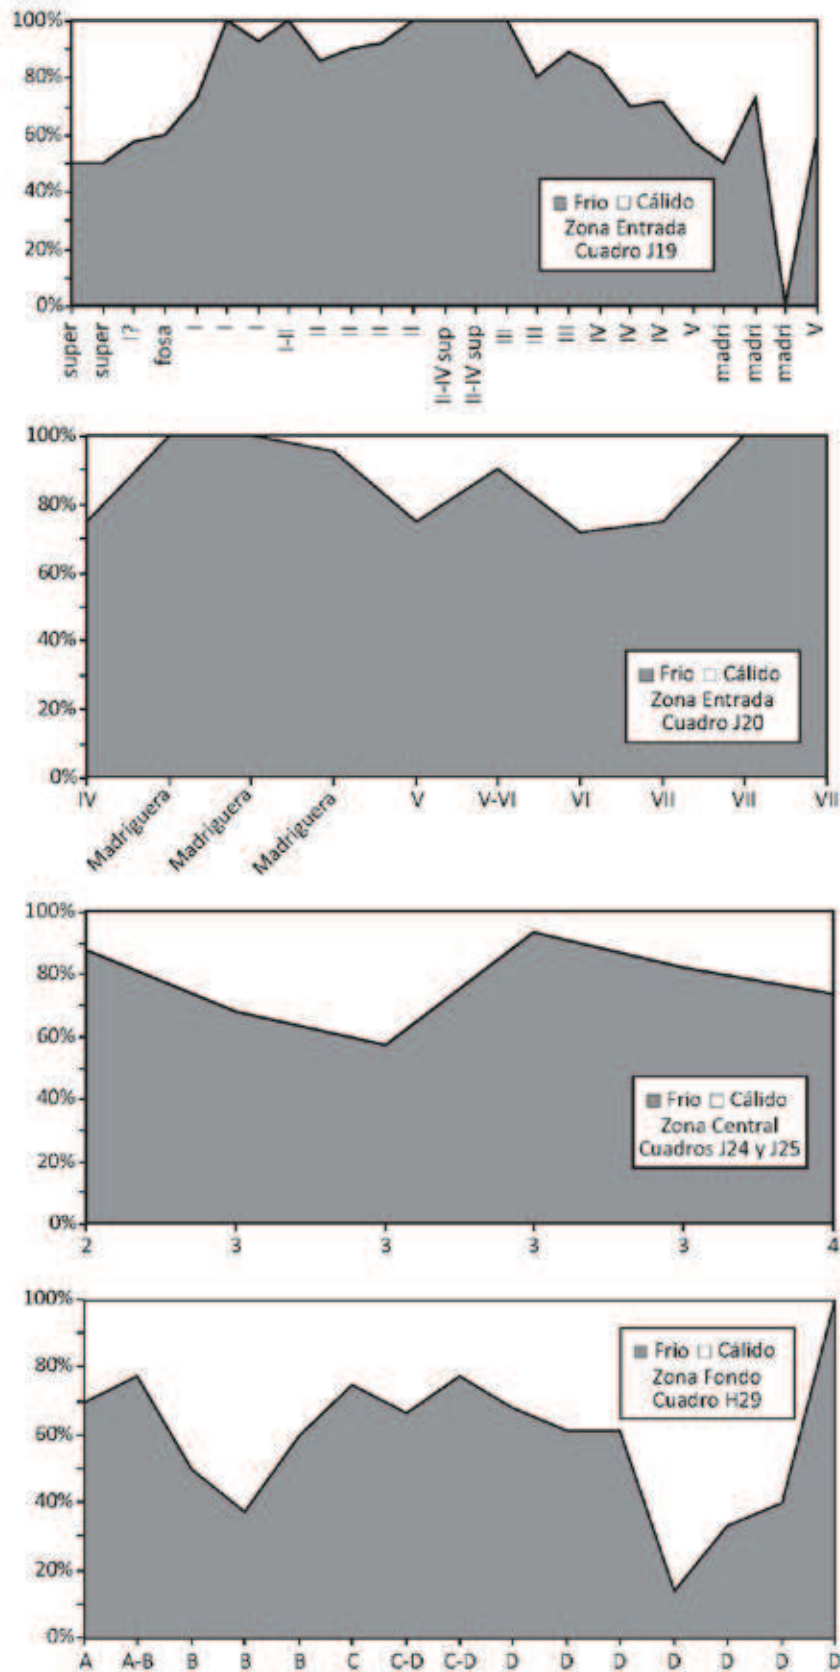 100%
80%
60%
40%
20%
0%
Frio Cálido
Zona Entrada
Cuadro J19
super super I? fosa I I I I-II II II II II II-IV sup II-IV sup III III III IV IV IV V madri madri madri V
100%
80%
60%
40%
20%
0%
Frio Cálido
Zona Entrada
Cuadro J20
IV Madriguera Madriguera Madriguera V V-VI VI VII VII VII
100%
80%
60%
40%
20%
0%
Frio Cálido
Zona Central
Cuadros J24 y J25
2 3 3 3 3 4
100%
80%
60%
40%
20%
0%
Frio Cálido
Zona Fondo
Cuadro H29
A A-B B B B C C-D C-D D D D D D D D